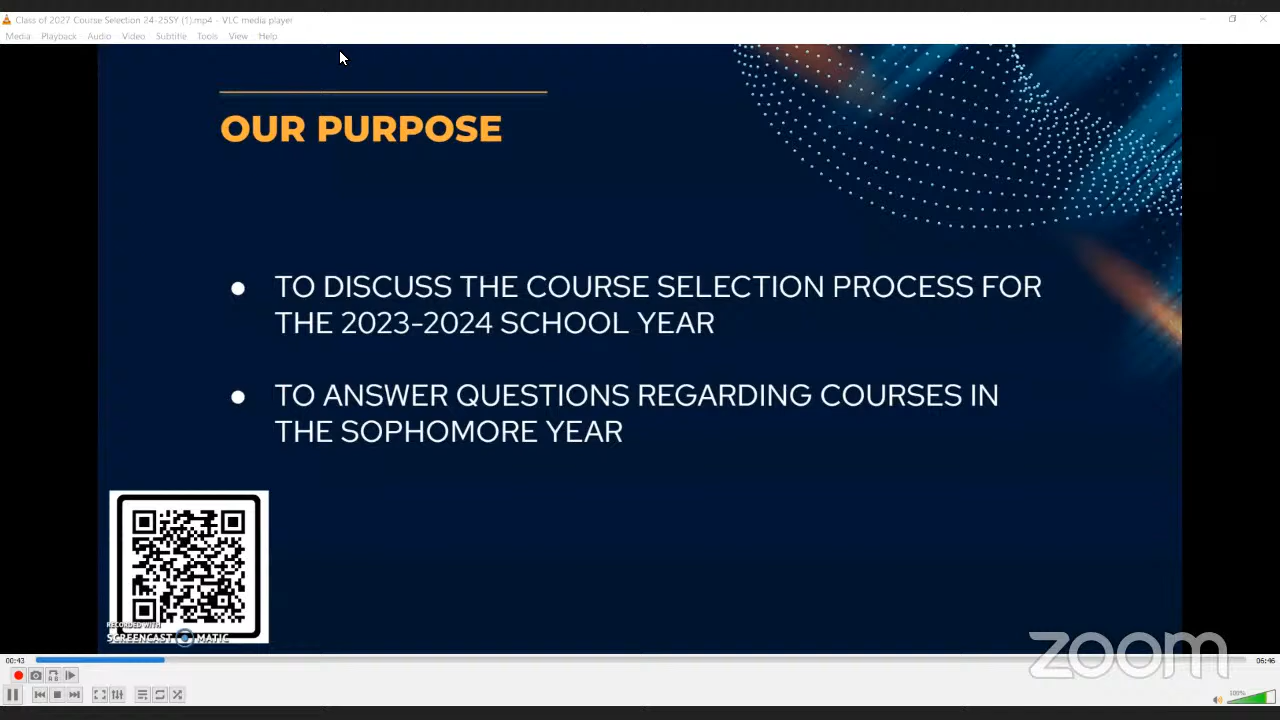 Class of 2027 Course Selection 24-25SY (1).mp4 - VLC media player
Media Playback Audio Video Subtitle Tools View Help
OUR PURPOSE
● TO DISCUSS THE COURSE SELECTION PROCESS FOR
THE 2023-2024 SCHOOL YEAR
● TO ANSWER QUESTIONS REGARDING COURSES IN
THE SOPHOMORE YEAR
RECORDED WITH
SCREENCAST MATIC
zoom
00:43
06:46
100%